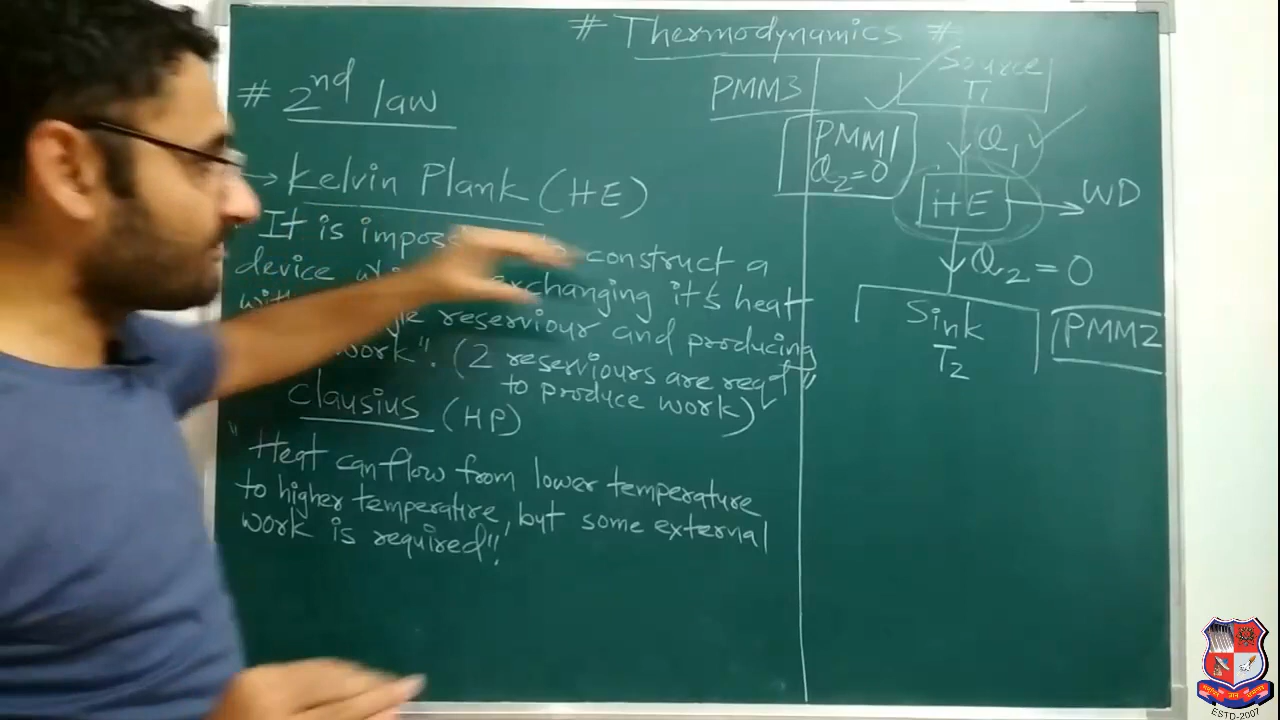 # Thermodynamics #
# 2nd law
→ Kelvin Plank (HE)
"It is construct a
device exchanging it's heat
reserviour and producing
work". (2 reserviours are reqt"
to produce work)
Clausius (HP)
"Heat can flow from lower temperature
to higher temperature, but some external
work is required".
PMM3
PMM1
Q2=0
Source
T1
Q1
HE
WD
Q2=0
Sink
T2
PMM2
ESTD-2007